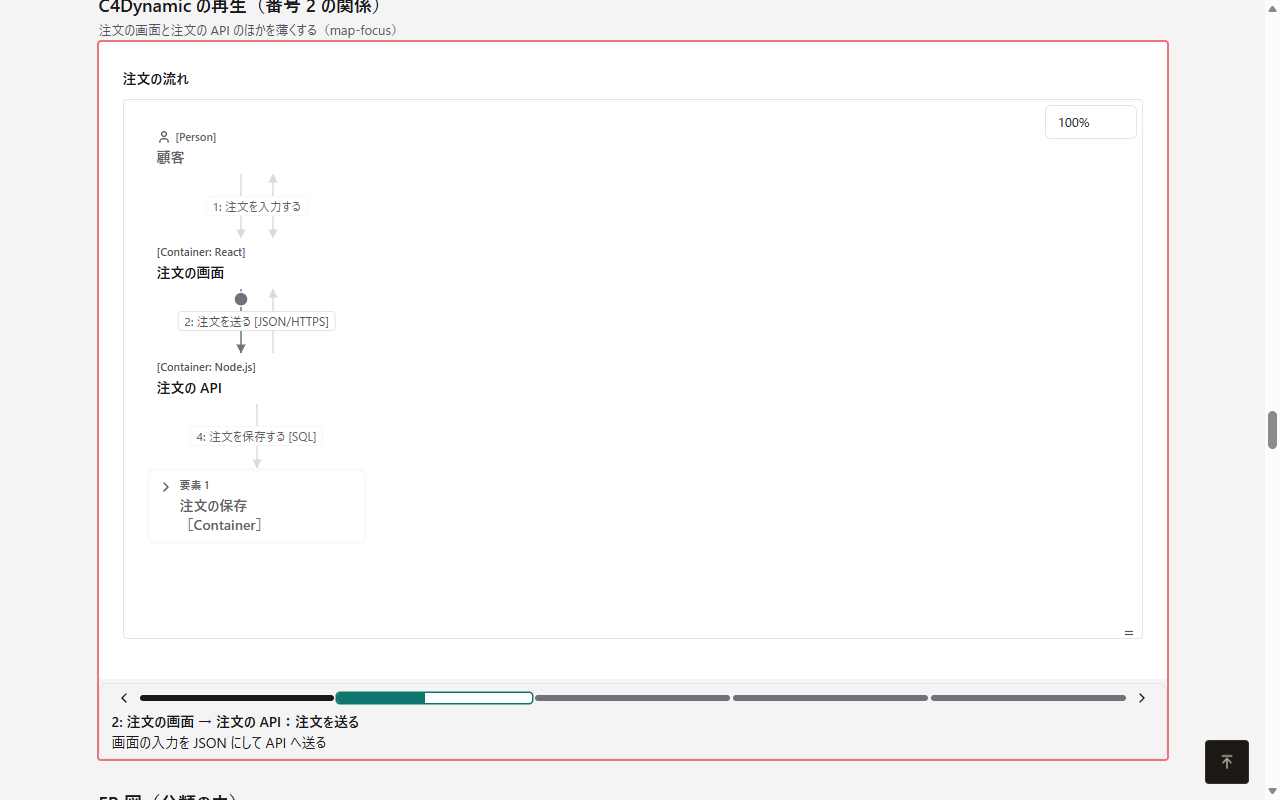 C4Dynamic の再生（番号 2 の関係）
注文の画面と注文の API のほかを薄くする（map-focus）
注文の流れ
100%
[Person]
顧客
1: 注文を入力する
[Container: React]
注文の画面
2: 注文を送る [JSON/HTTPS]
[Container: Node.js]
注文の API
4: 注文を保存する [SQL]
要素 1
注文の保存
［Container］
2: 注文の画面 → 注文の API：注文を送る
画面の入力を JSON にして API へ送る